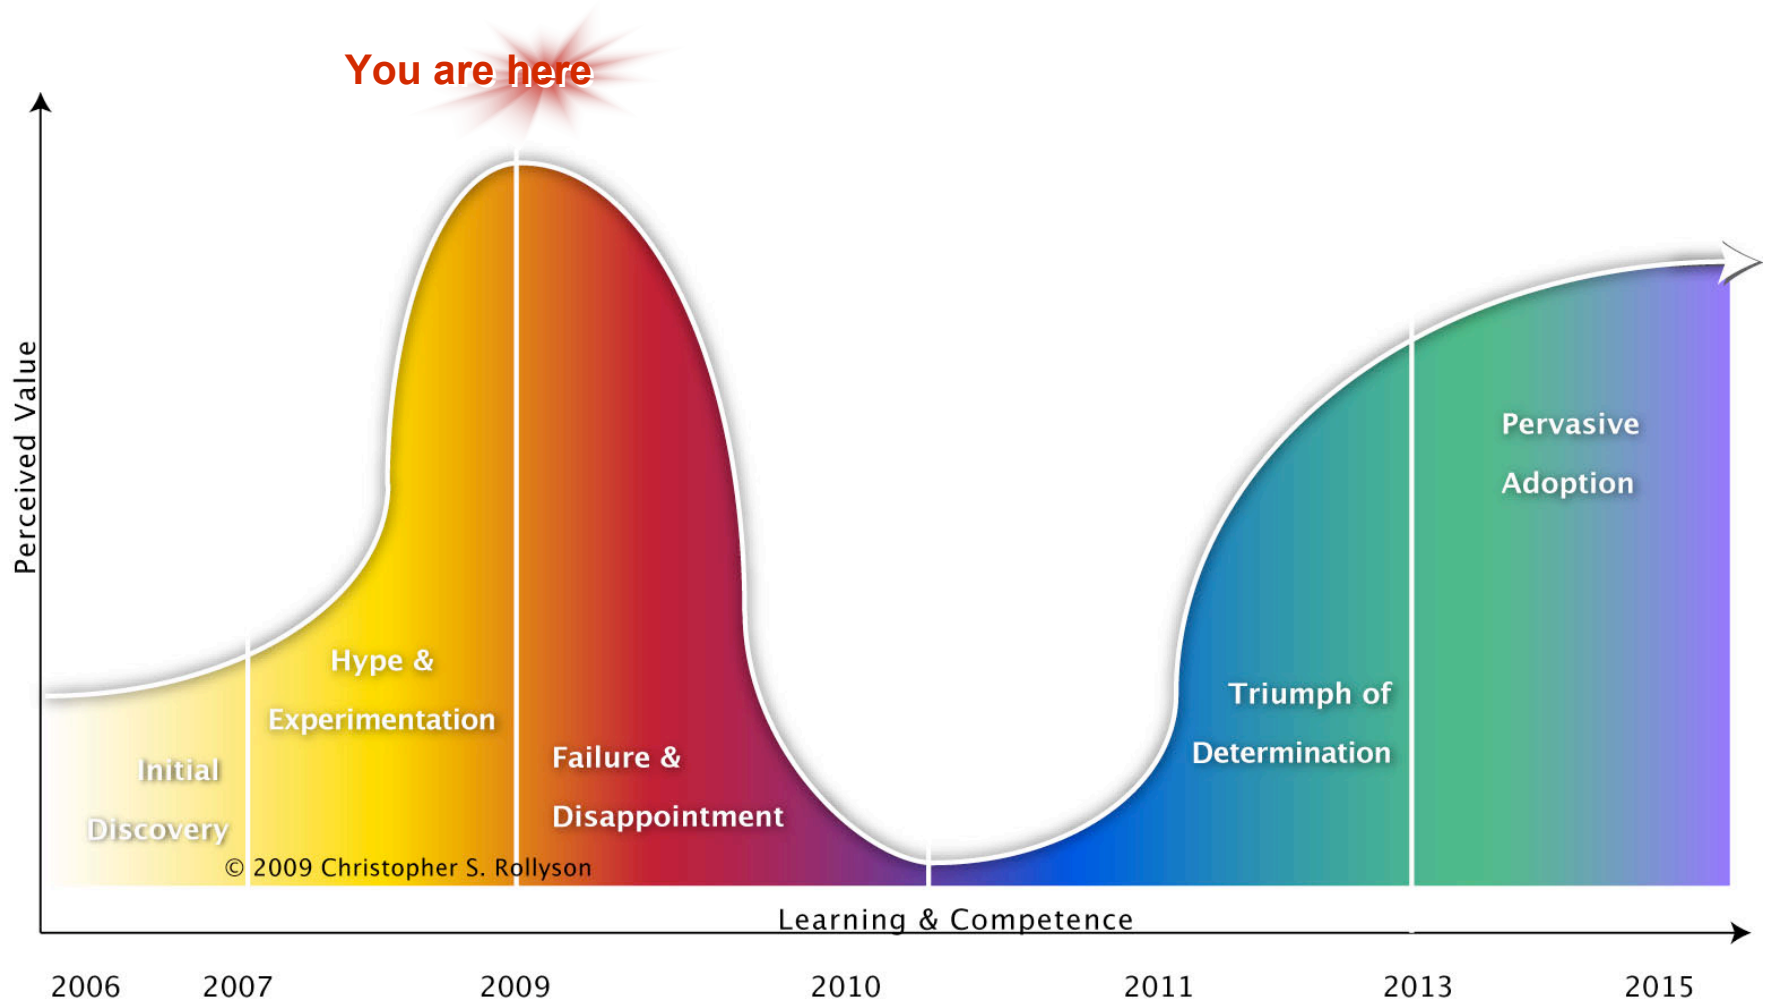 You are here
Perceived Value
Hype &
Experimentation
Initial
Discovery
Failure &
Disappointment
Triumph of
Determination
Pervasive
Adoption
© 2009 Christopher S. Rollyson
Learning & Competence
2006 2007 2009 2010 2011 2013 2015